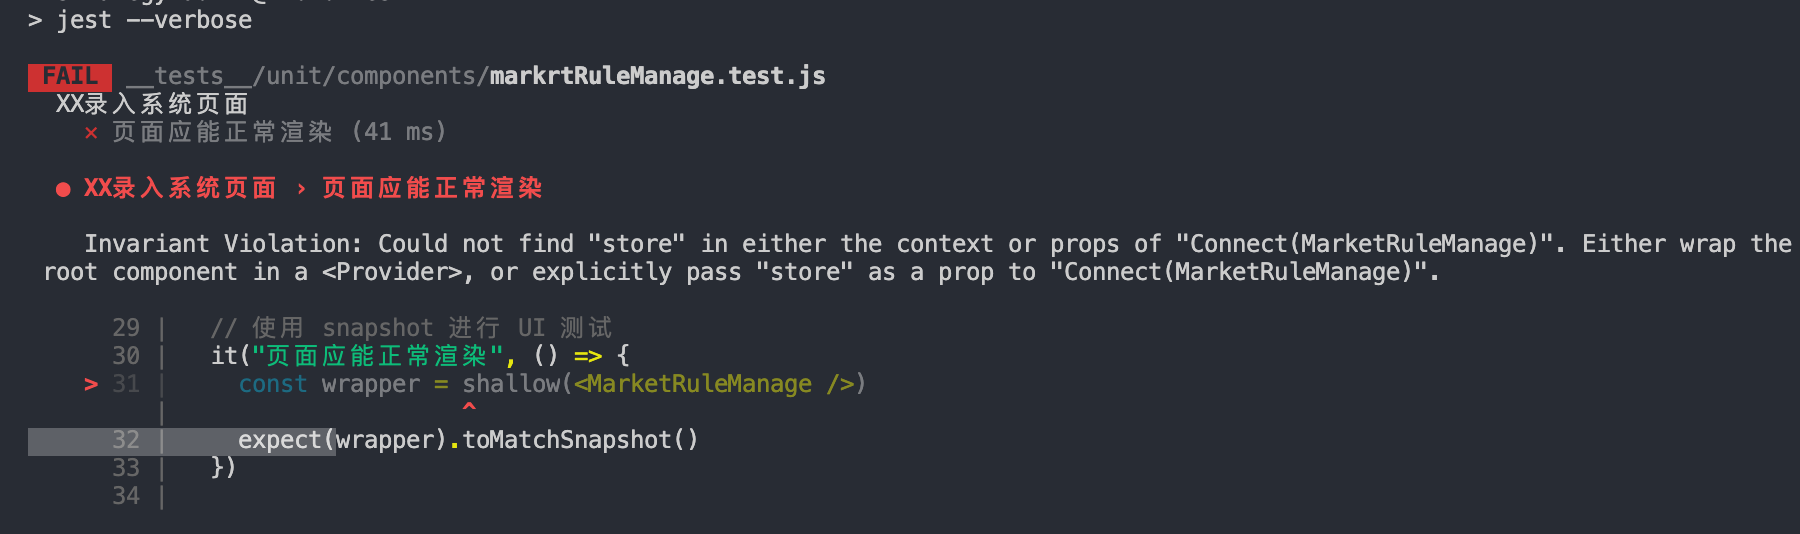 > jest --verbose
FAIL __tests__/unit/components/markrtRuleManage.test.js
XX录入系统页面
× 页面应能正常渲染 (41 ms)
● XX录入系统页面 › 页面应能正常渲染
Invariant Violation: Could not find "store" in either the context or props of "Connect(MarketRuleManage)". Either wrap the
root component in a <Provider>, or explicitly pass "store" as a prop to "Connect(MarketRuleManage)".
29 | // 使用 snapshot 进行 UI 测试
30 | it("页面应能正常渲染", () => {
> 31 | const wrapper = shallow(<MarketRuleManage />)
| ^
32 | expect(wrapper).toMatchSnapshot()
33 | })
34 |